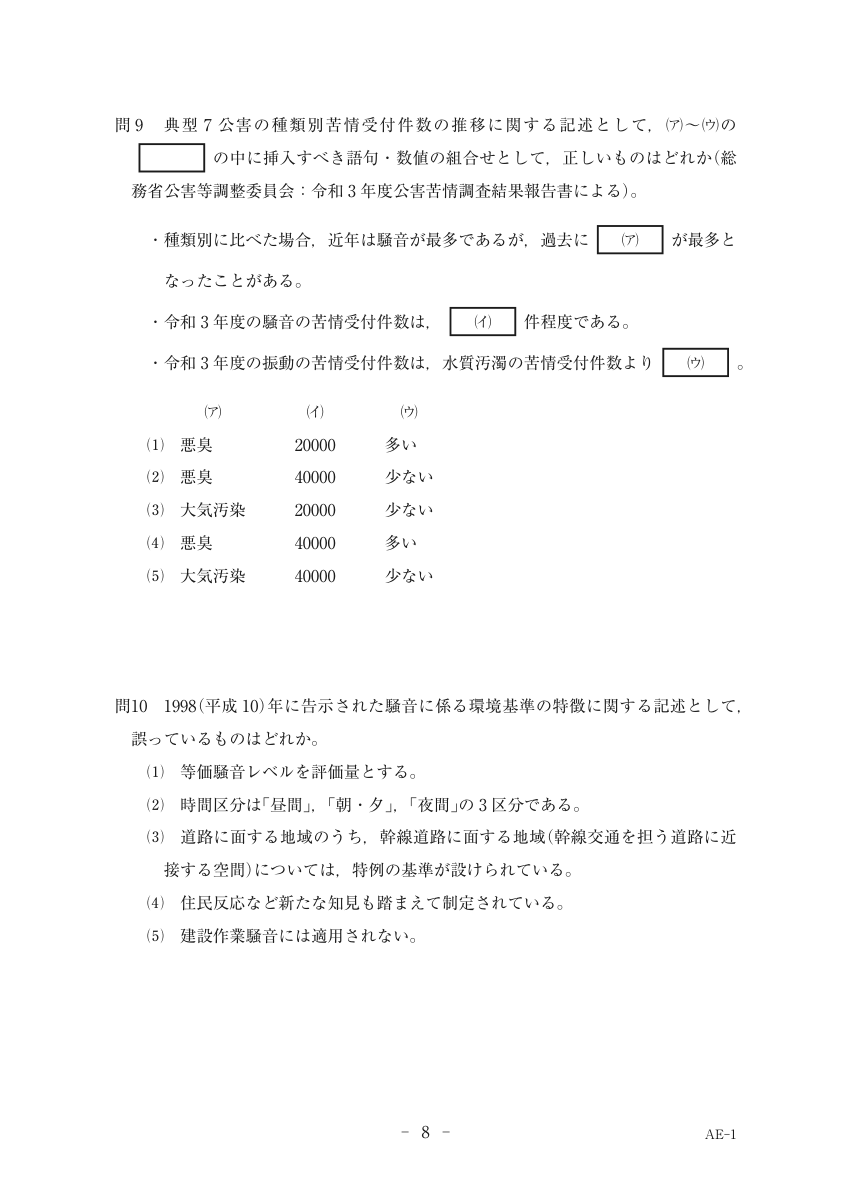 問9　典型7公害の種類別苦情受付件数の推移に関する記述として，㋐～㋒の
の中に挿入すべき語句・数値の組合せとして，正しいものはどれか(総
務省公害等調整委員会：令和3年度公害苦情調査結果報告書による)。
・種類別に比べた場合，近年は騒音が最多であるが，過去に (ア) が最多と
なったことがある。
・令和3年度の騒音の苦情受付件数は， (イ) 件程度である。
・令和3年度の振動の苦情受付件数は，水質汚濁の苦情受付件数より (ウ) 。
(ア)　(イ)　(ウ)
(1)　悪臭　20000　多い
(2)　悪臭　40000　少ない
(3)　大気汚染　20000　少ない
(4)　悪臭　40000　多い
(5)　大気汚染　40000　少ない
問10　1998(平成10)年に告示された騒音に係る環境基準の特徴に関する記述として，
誤っているものはどれか。
(1)　等価騒音レベルを評価量とする。
(2)　時間区分は「昼間」，「朝・夕」，「夜間」の3区分である。
(3)　道路に面する地域のうち，幹線道路に面する地域(幹線交通を担う道路に近
接する空間)については，特例の基準が設けられている。
(4)　住民反応など新たな知見も踏まえて制定されている。
(5)　建設作業騒音には適用されない。
- 8 -
AE-1